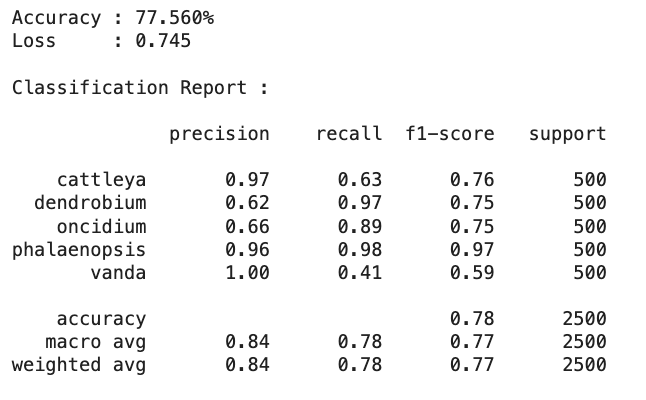 Accuracy : 77.560%
Loss     : 0.745
Classification Report :
precision    recall  f1-score   support
cattleya       0.97      0.63      0.76       500
dendrobium       0.62      0.97      0.75       500
oncidium       0.66      0.89      0.75       500
phalaenopsis       0.96      0.98      0.97       500
vanda       1.00      0.41      0.59       500
accuracy                           0.78      2500
macro avg       0.84      0.78      0.77      2500
weighted avg       0.84      0.78      0.77      2500